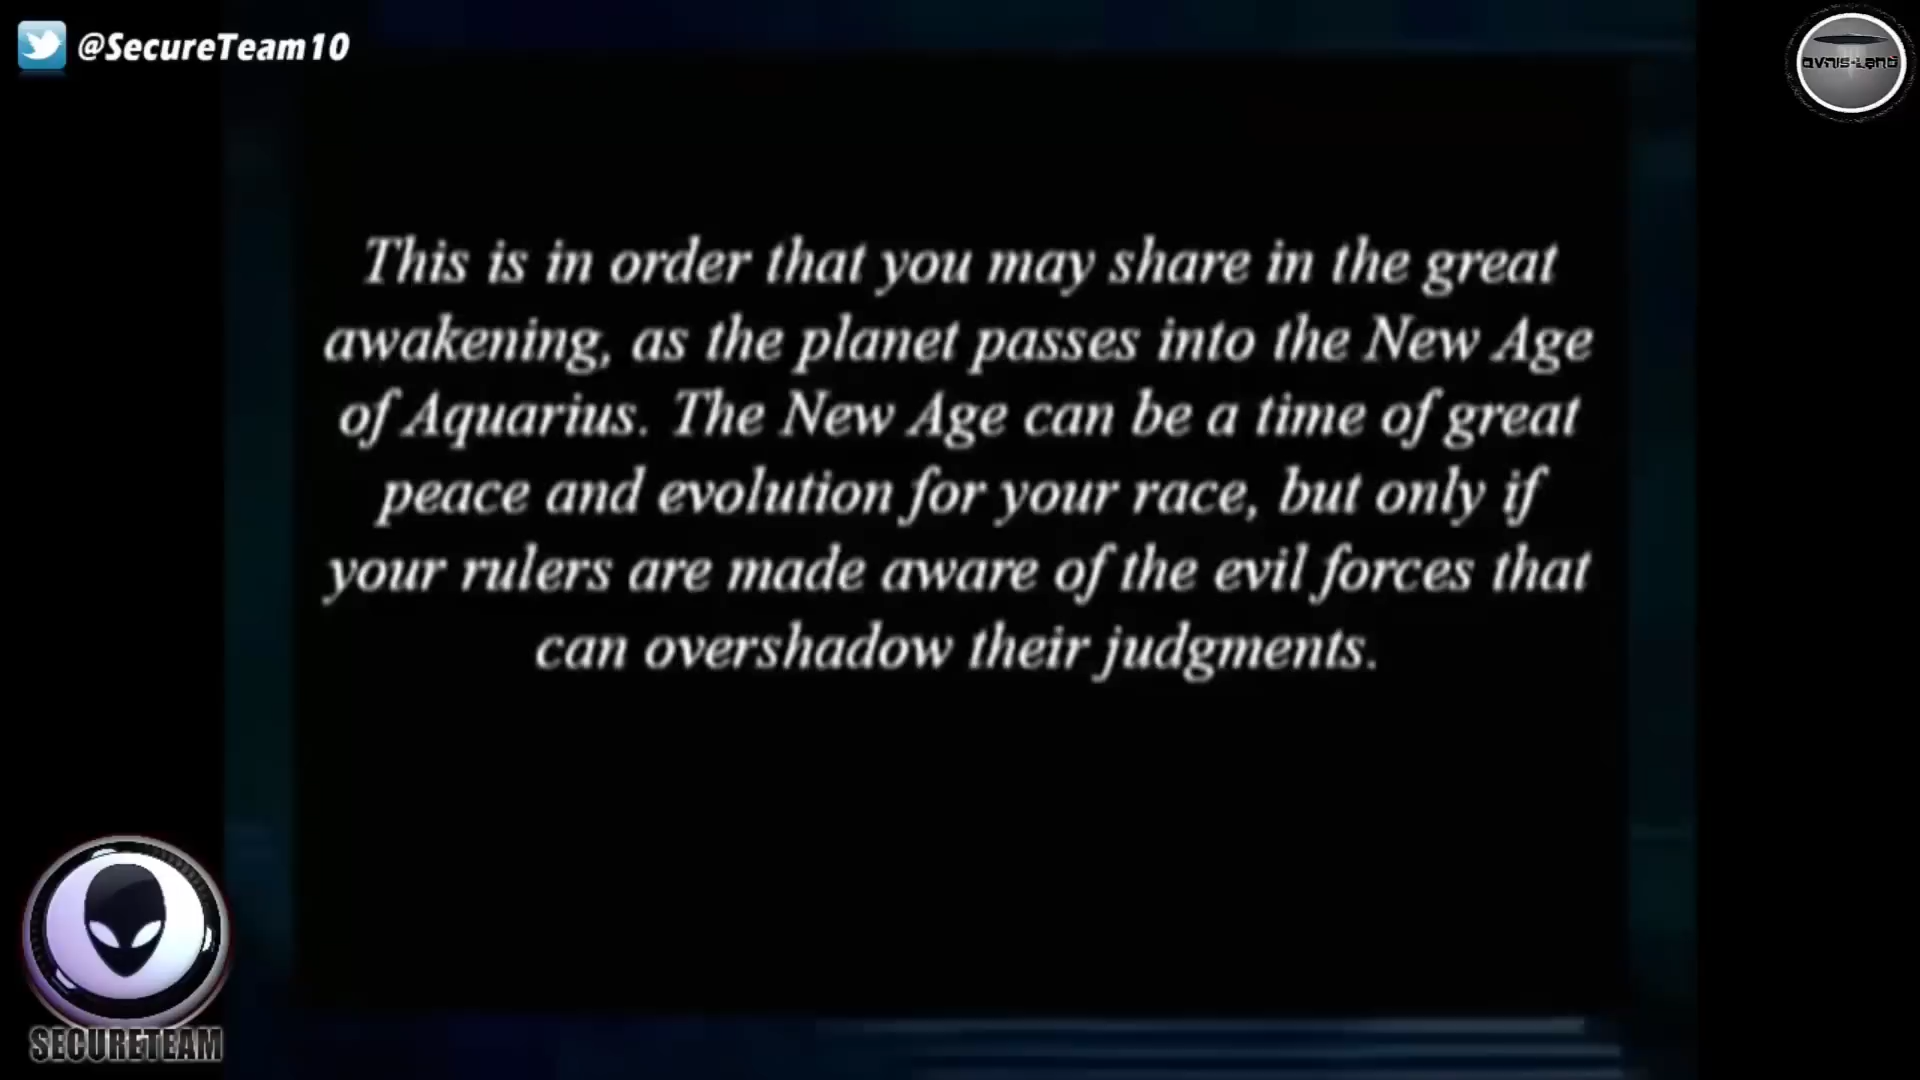 @SecureTeam10
OVNIS-LAND
This is in order that you may share in the great
awakening, as the planet passes into the New Age
of Aquarius. The New Age can be a time of great
peace and evolution for your race, but only if
your rulers are made aware of the evil forces that
can overshadow their judgments.
SECURETEAM